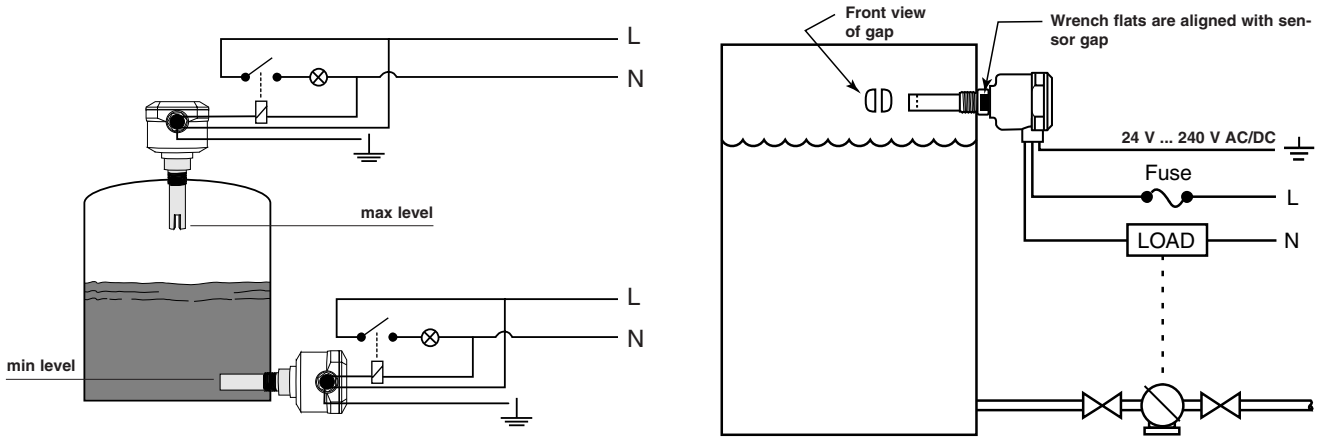 L
N
max level
L
N
min level
Front view
of gap
Wrench flats are aligned with sen-
sor gap
24 V ... 240 V AC/DC
Fuse
L
LOAD
N